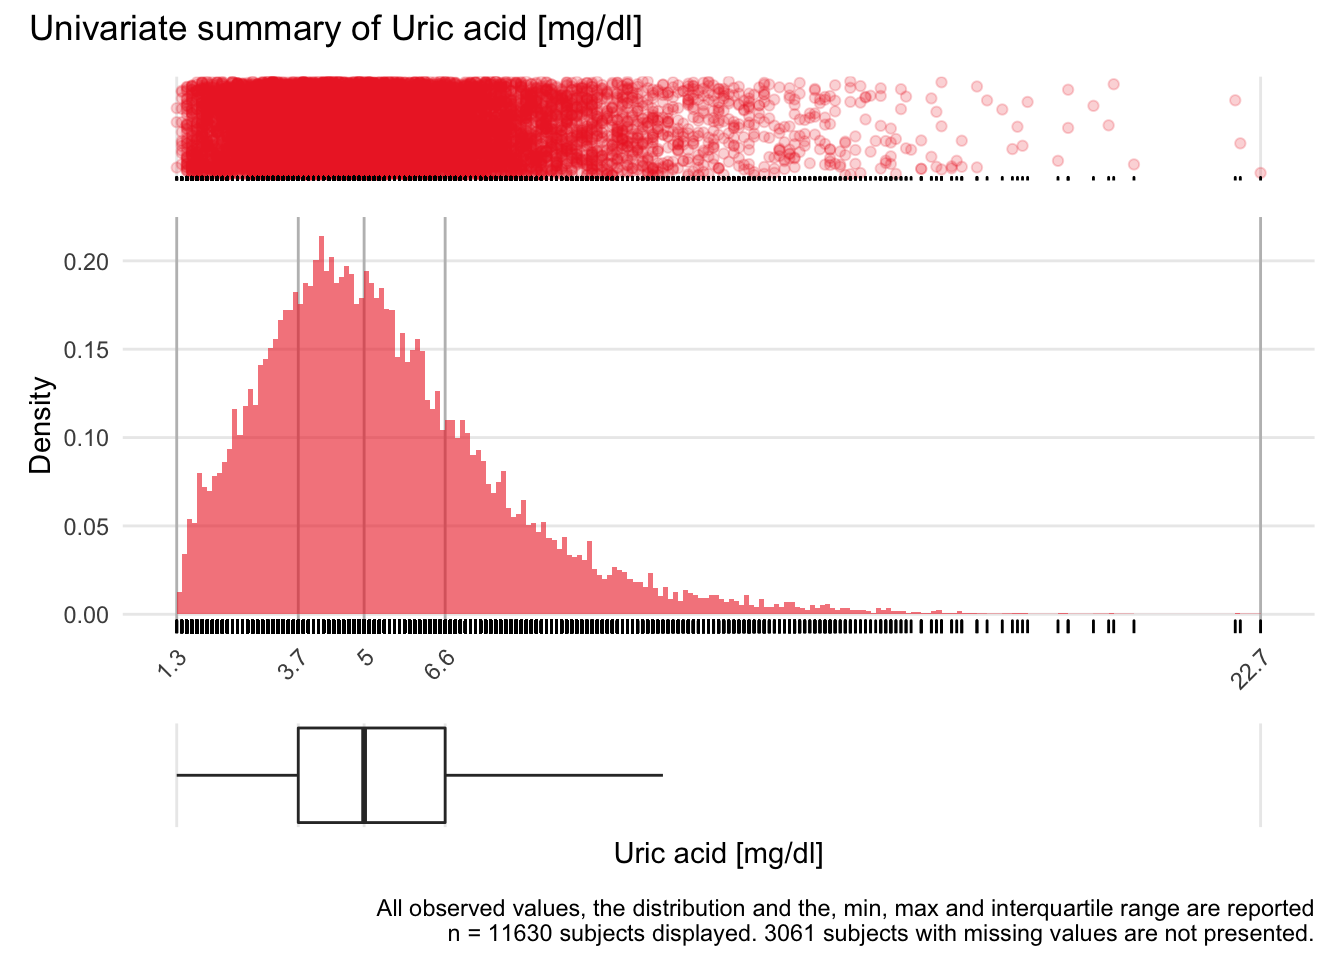 Univariate summary of Uric acid [mg/dl]
0.20
0.15
0.10
0.05
0.00
Density
1.3 3.7 5 6.6 22.7
Uric acid [mg/dl]
All observed values, the distribution and the, min, max and interquartile range are reported
n = 11630 subjects displayed. 3061 subjects with missing values are not presented.